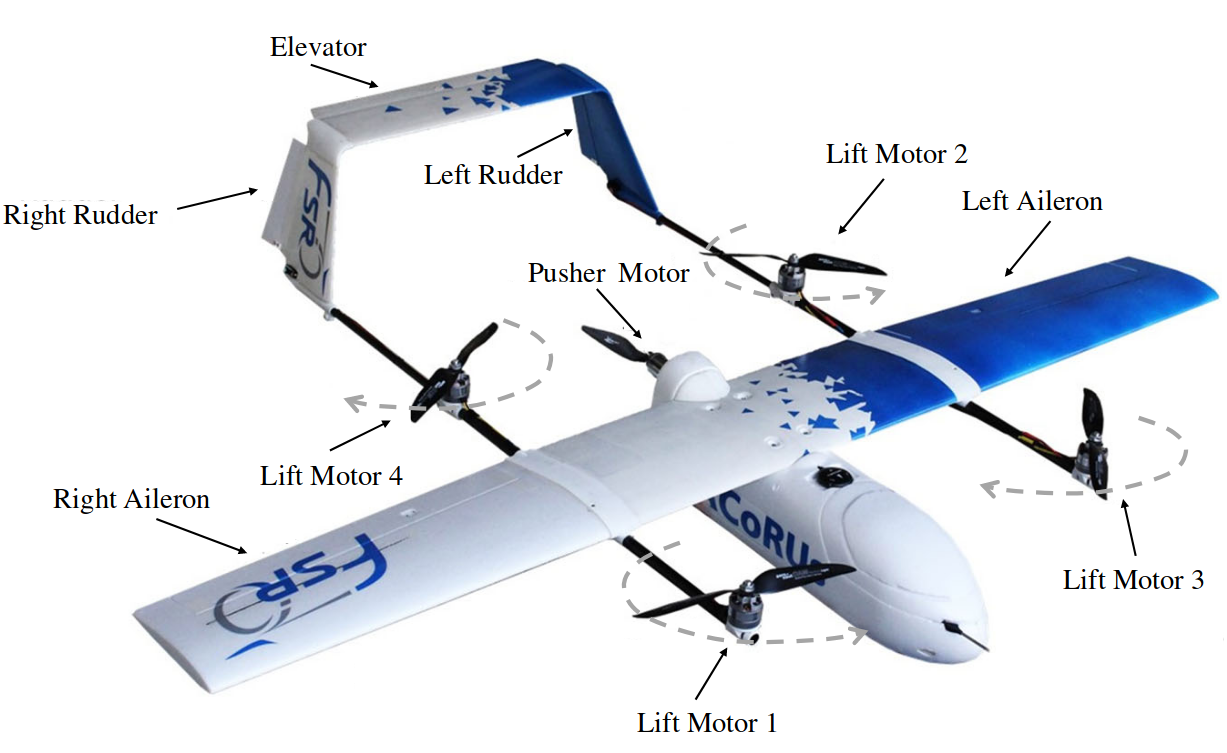 Elevator
Lift Motor 2
Left Rudder
Left Aileron
Right Rudder
Pusher Motor
FSR
Lift Motor 4
Right Aileron
FSR
Lift Motor 3
Lift Motor 1